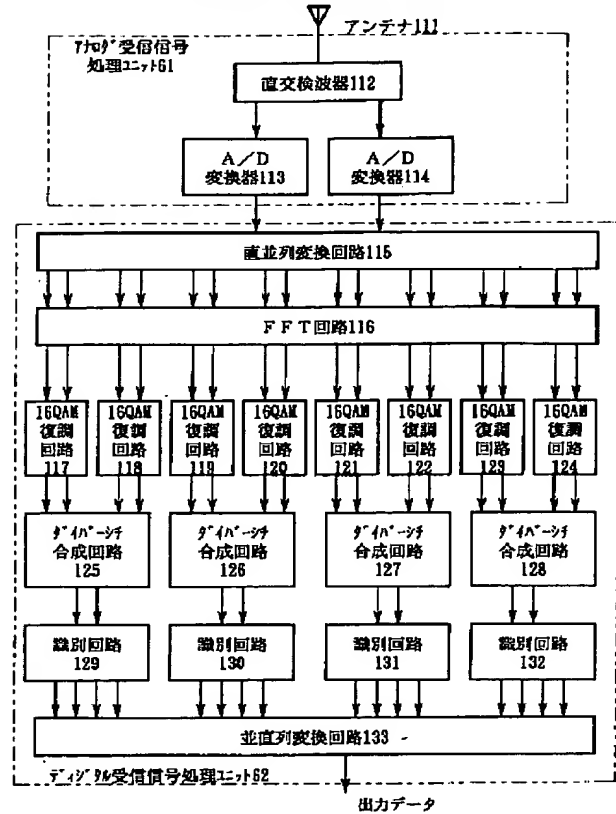 アンテナ111
ｱﾅﾛｸﾞ受信信号
処理ﾕﾆｯﾄ61
直交検波器112
A／D
変換器113
A／D
変換器114
直並列変換回路115
FFT回路116
16QAM
復調
回路
117
16QAM
復調
回路
118
16QAM
復調
回路
119
16QAM
復調
回路
120
16QAM
復調
回路
121
16QAM
復調
回路
122
16QAM
復調
回路
123
16QAM
復調
回路
124
ﾀﾞｲﾊﾞｰｼﾁ
合成回路
125
ﾀﾞｲﾊﾞｰｼﾁ
合成回路
126
ﾀﾞｲﾊﾞｰｼﾁ
合成回路
127
ﾀﾞｲﾊﾞｰｼﾁ
合成回路
128
識別回路
129
識別回路
130
識別回路
131
識別回路
132
並直列変換回路133
ﾃﾞｨｼﾞﾀﾙ受信信号処理ﾕﾆｯﾄ62
出力データ